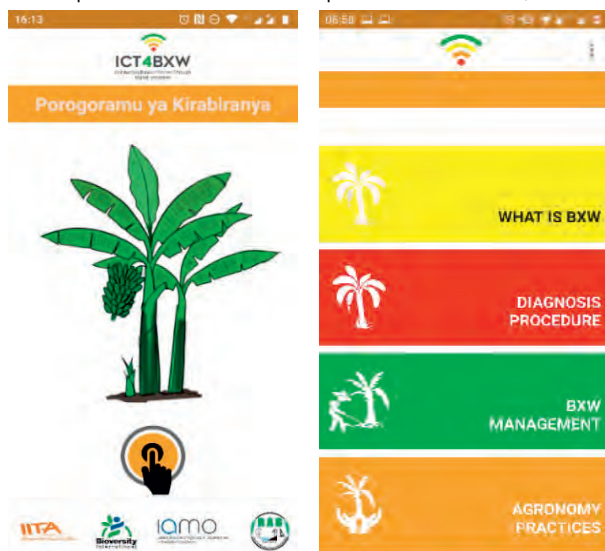 16:13
ICT4BXW
Porogoramu ya Kirabiranya
IITA
Bioversity
International
iamo
RAB
06:58
WHAT IS BXW
DIAGNOSIS
PROCEDURE
BXW
MANAGEMENT
AGRONOMY
PRACTICES